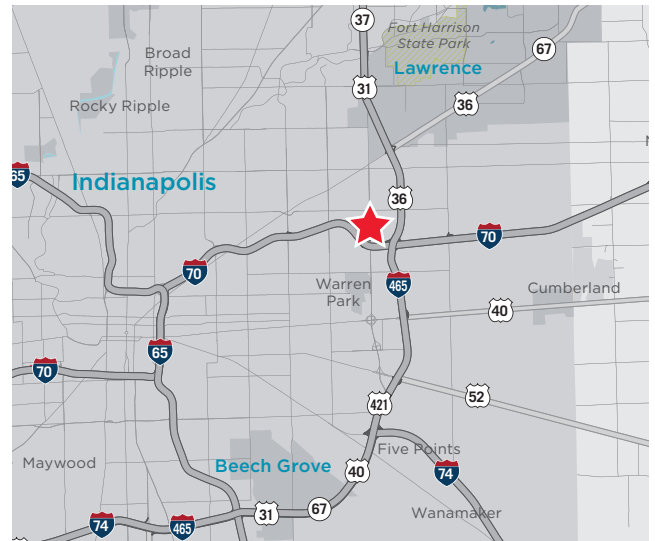 37
Fort Harrison
State Park
67
Broad
Ripple
Lawrence
31
36
Rocky Ripple
65
Indianapolis
36
70
70
Warren
Park
465
Cumberland
40
65
70
421
52
Five Points
Maywood
Beech Grove
40
74
Wanamaker
31
67
74
465